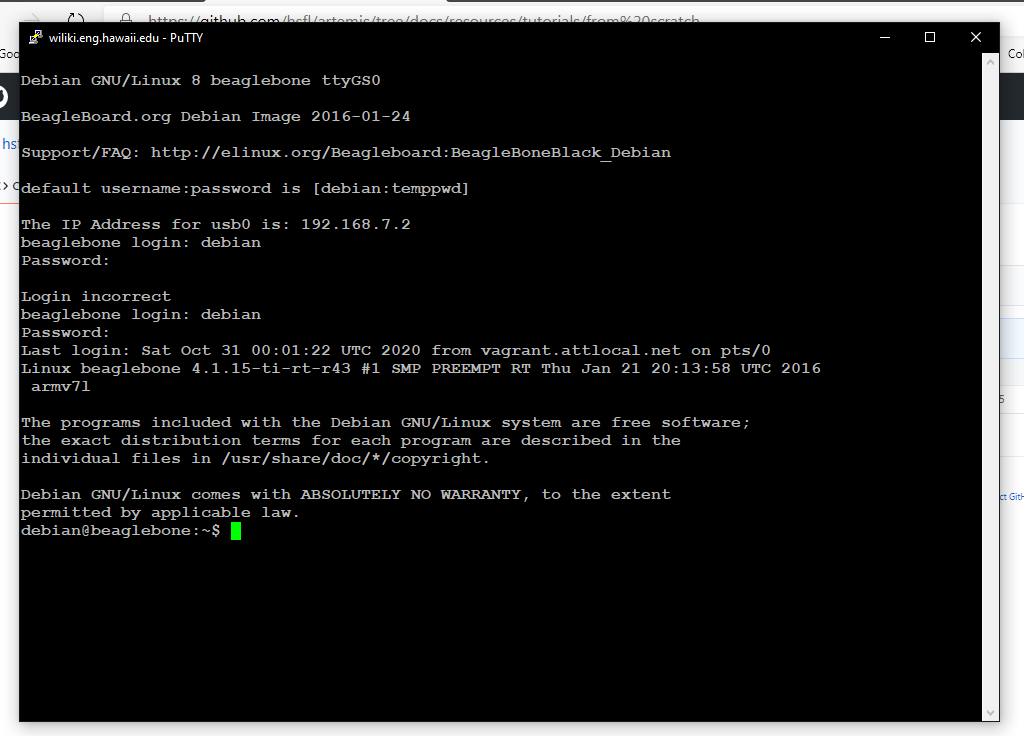 https://github.com/hsfl/artemis/tree/docs/resources/tutorials/from%20scratch
wiliki.eng.hawaii.edu - PuTTY
Goo
Col
Debian GNU/Linux 8 beaglebone ttyGS0
BeagleBoard.org Debian Image 2016-01-24
hsf
Support/FAQ: http://elinux.org/Beagleboard:BeagleBoneBlack_Debian
default username:password is [debian:temppwd]
The IP Address for usb0 is: 192.168.7.2
beaglebone login: debian
Password:
Login incorrect
beaglebone login: debian
Password:
Last login: Sat Oct 31 00:01:22 UTC 2020 from vagrant.attlocal.net on pts/0
Linux beaglebone 4.1.15-ti-rt-r43 #1 SMP PREEMPT RT Thu Jan 21 20:13:58 UTC 2016
 armv7l
The programs included with the Debian GNU/Linux system are free software;
the exact distribution terms for each program are described in the
individual files in /usr/share/doc/*/copyright.
Debian GNU/Linux comes with ABSOLUTELY NO WARRANTY, to the extent
ct GitH
permitted by applicable law.
debian@beaglebone:~$